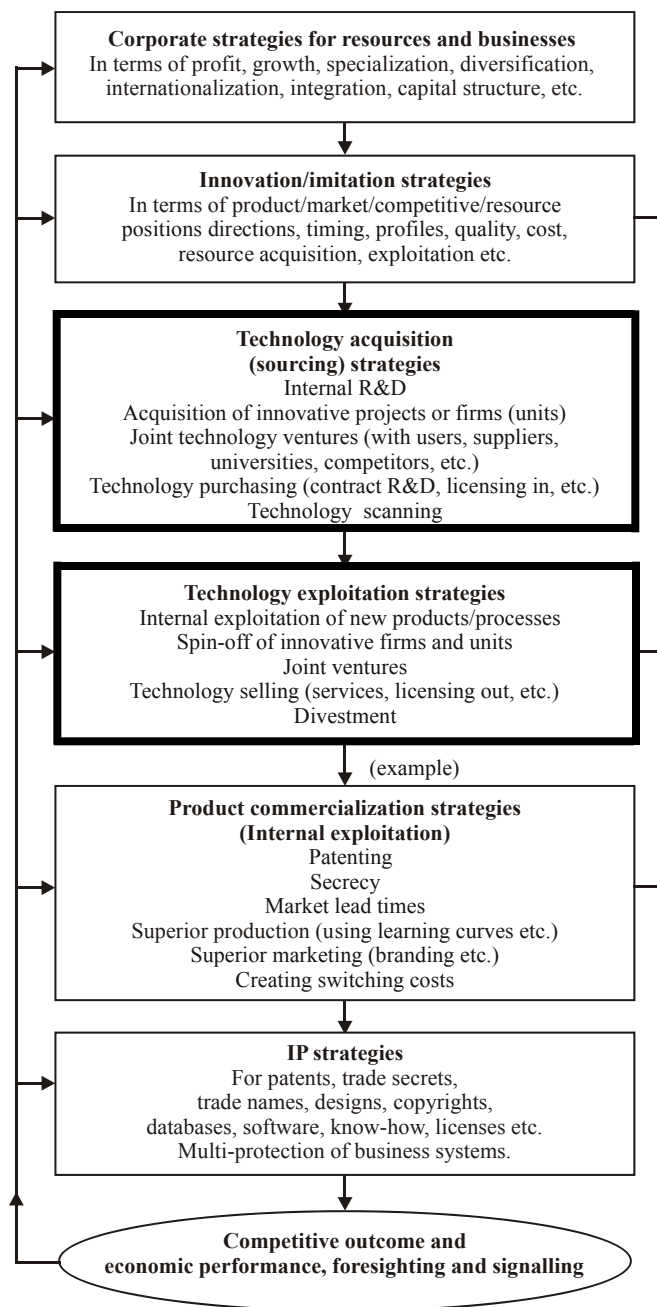 Corporate strategies for resources and businesses
In terms of profit, growth, specialization, diversification,
internationalization, integration, capital structure, etc.
Innovation/imitation strategies
In terms of product/market/competitive/resource
positions directions, timing, profiles, quality, cost,
resource acquisition, exploitation etc.
Technology acquisition
(sourcing) strategies
Internal R&D
Acquisition of innovative projects or firms (units)
Joint technology ventures (with users, suppliers,
universities, competitors, etc.)
Technology purchasing (contract R&D, licensing in, etc.)
Technology scanning
Technology exploitation strategies
Internal exploitation of new products/processes
Spin-off of innovative firms and units
Joint ventures
Technology selling (services, licensing out, etc.)
Divestment
(example)
Product commercialization strategies
(Internal exploitation)
Patenting
Secrecy
Market lead times
Superior production (using learning curves etc.)
Superior marketing (branding etc.)
Creating switching costs
IP strategies
For patents, trade secrets,
trade names, designs, copyrights,
databases, software, know-how, licenses etc.
Multi-protection of business systems.
Competitive outcome and
economic performance, foresighting and signalling